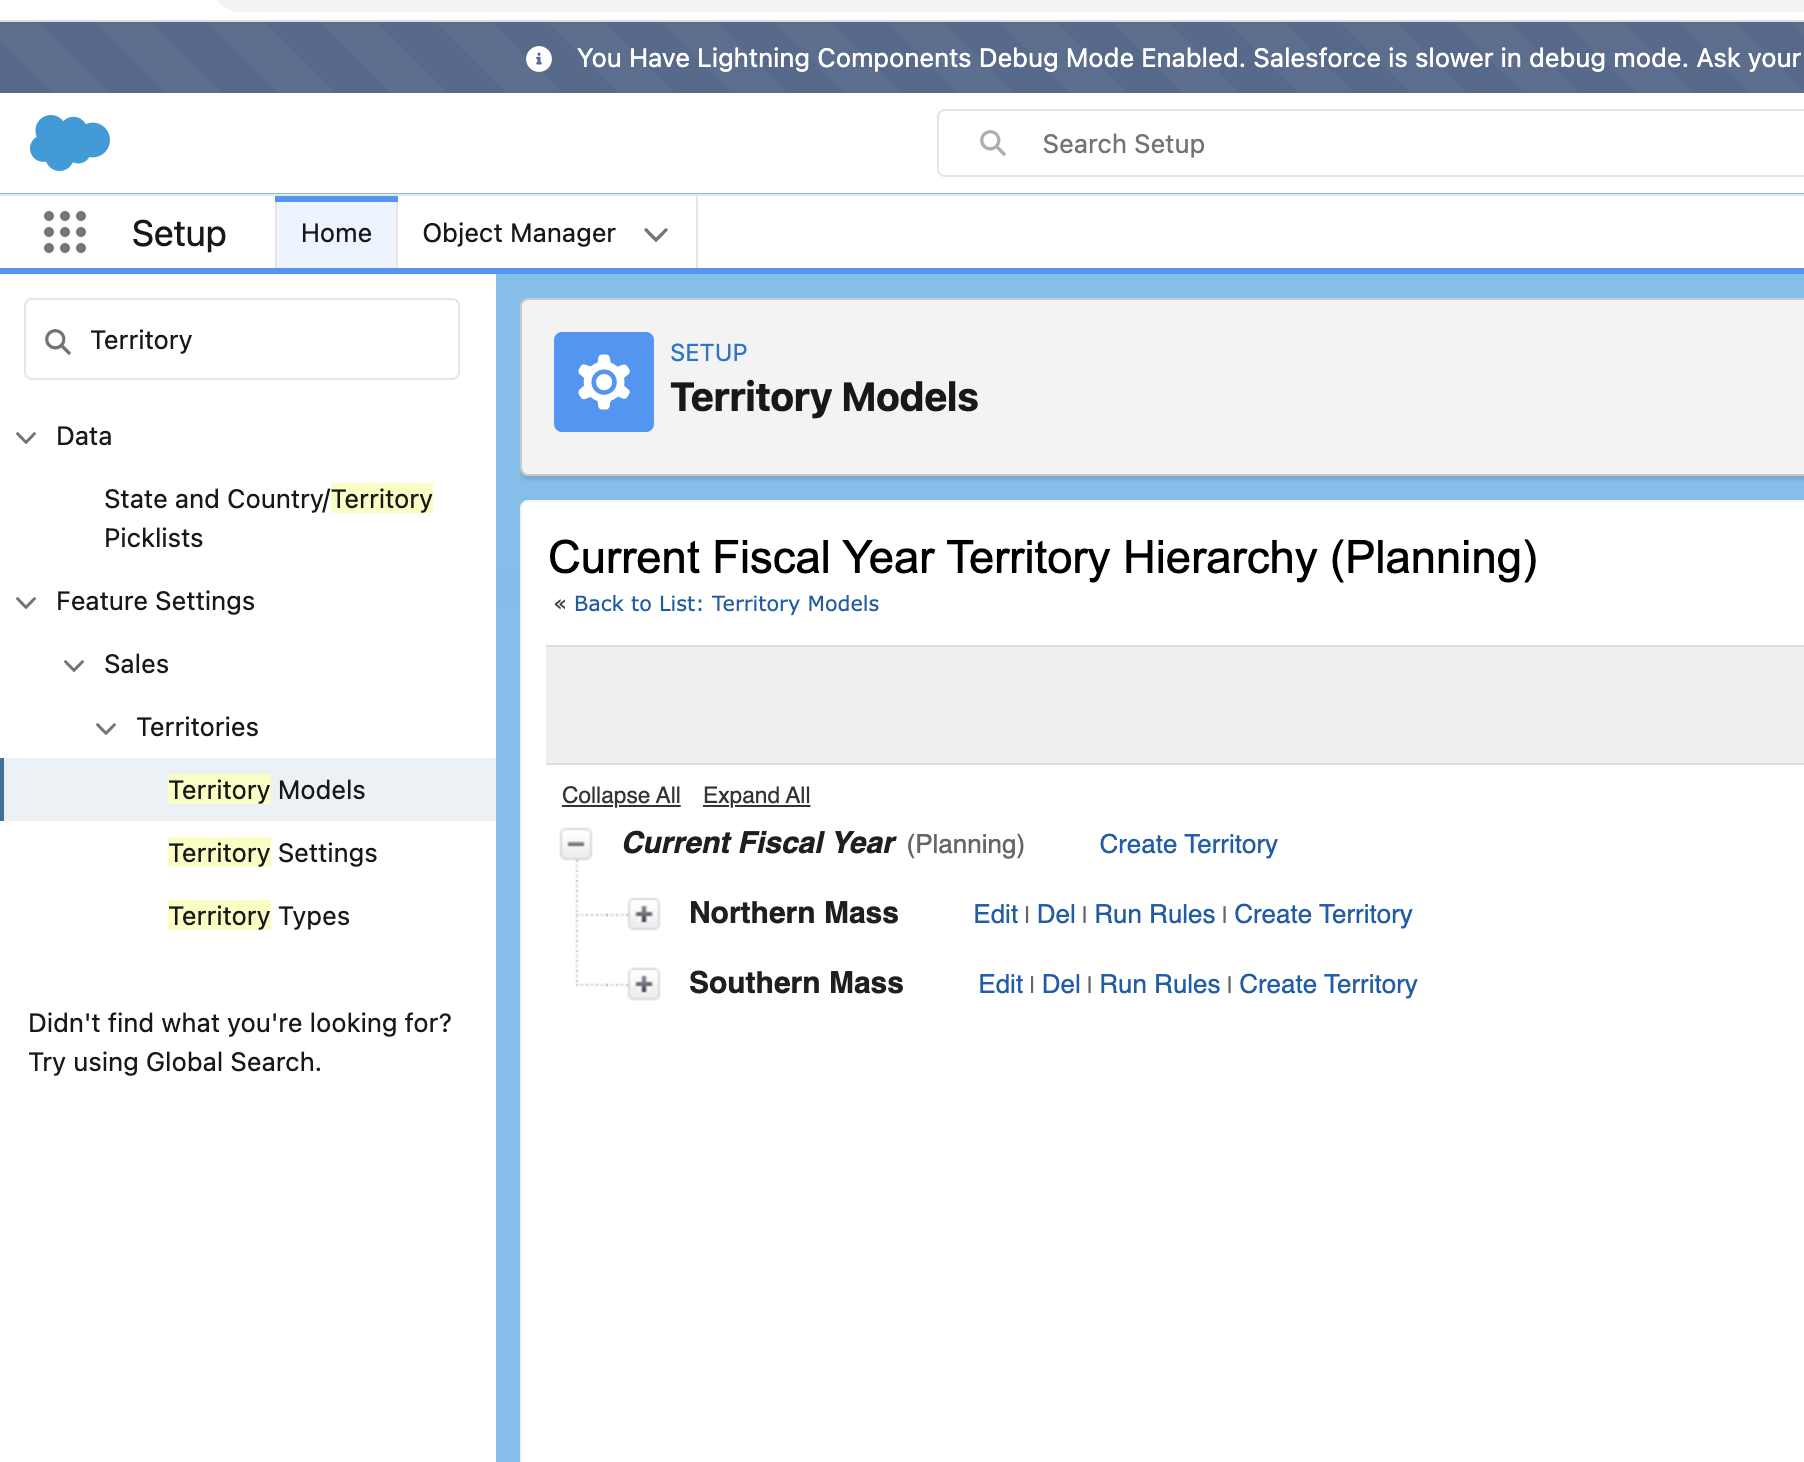 You Have Lightning Components Debug Mode Enabled. Salesforce is slower in debug mode. Ask your
Search Setup
Setup
Home
Object Manager
Territory
Data
State and Country/Territory
Picklists
Feature Settings
Sales
Territories
Territory Models
Territory Settings
Territory Types
Didn't find what you're looking for?
Try using Global Search.
SETUP
Territory Models
Current Fiscal Year Territory Hierarchy (Planning)
« Back to List: Territory Models
Collapse All Expand All
Current Fiscal Year (Planning) Create Territory
Northern Mass Edit | Del | Run Rules | Create Territory
Southern Mass Edit | Del | Run Rules | Create Territory